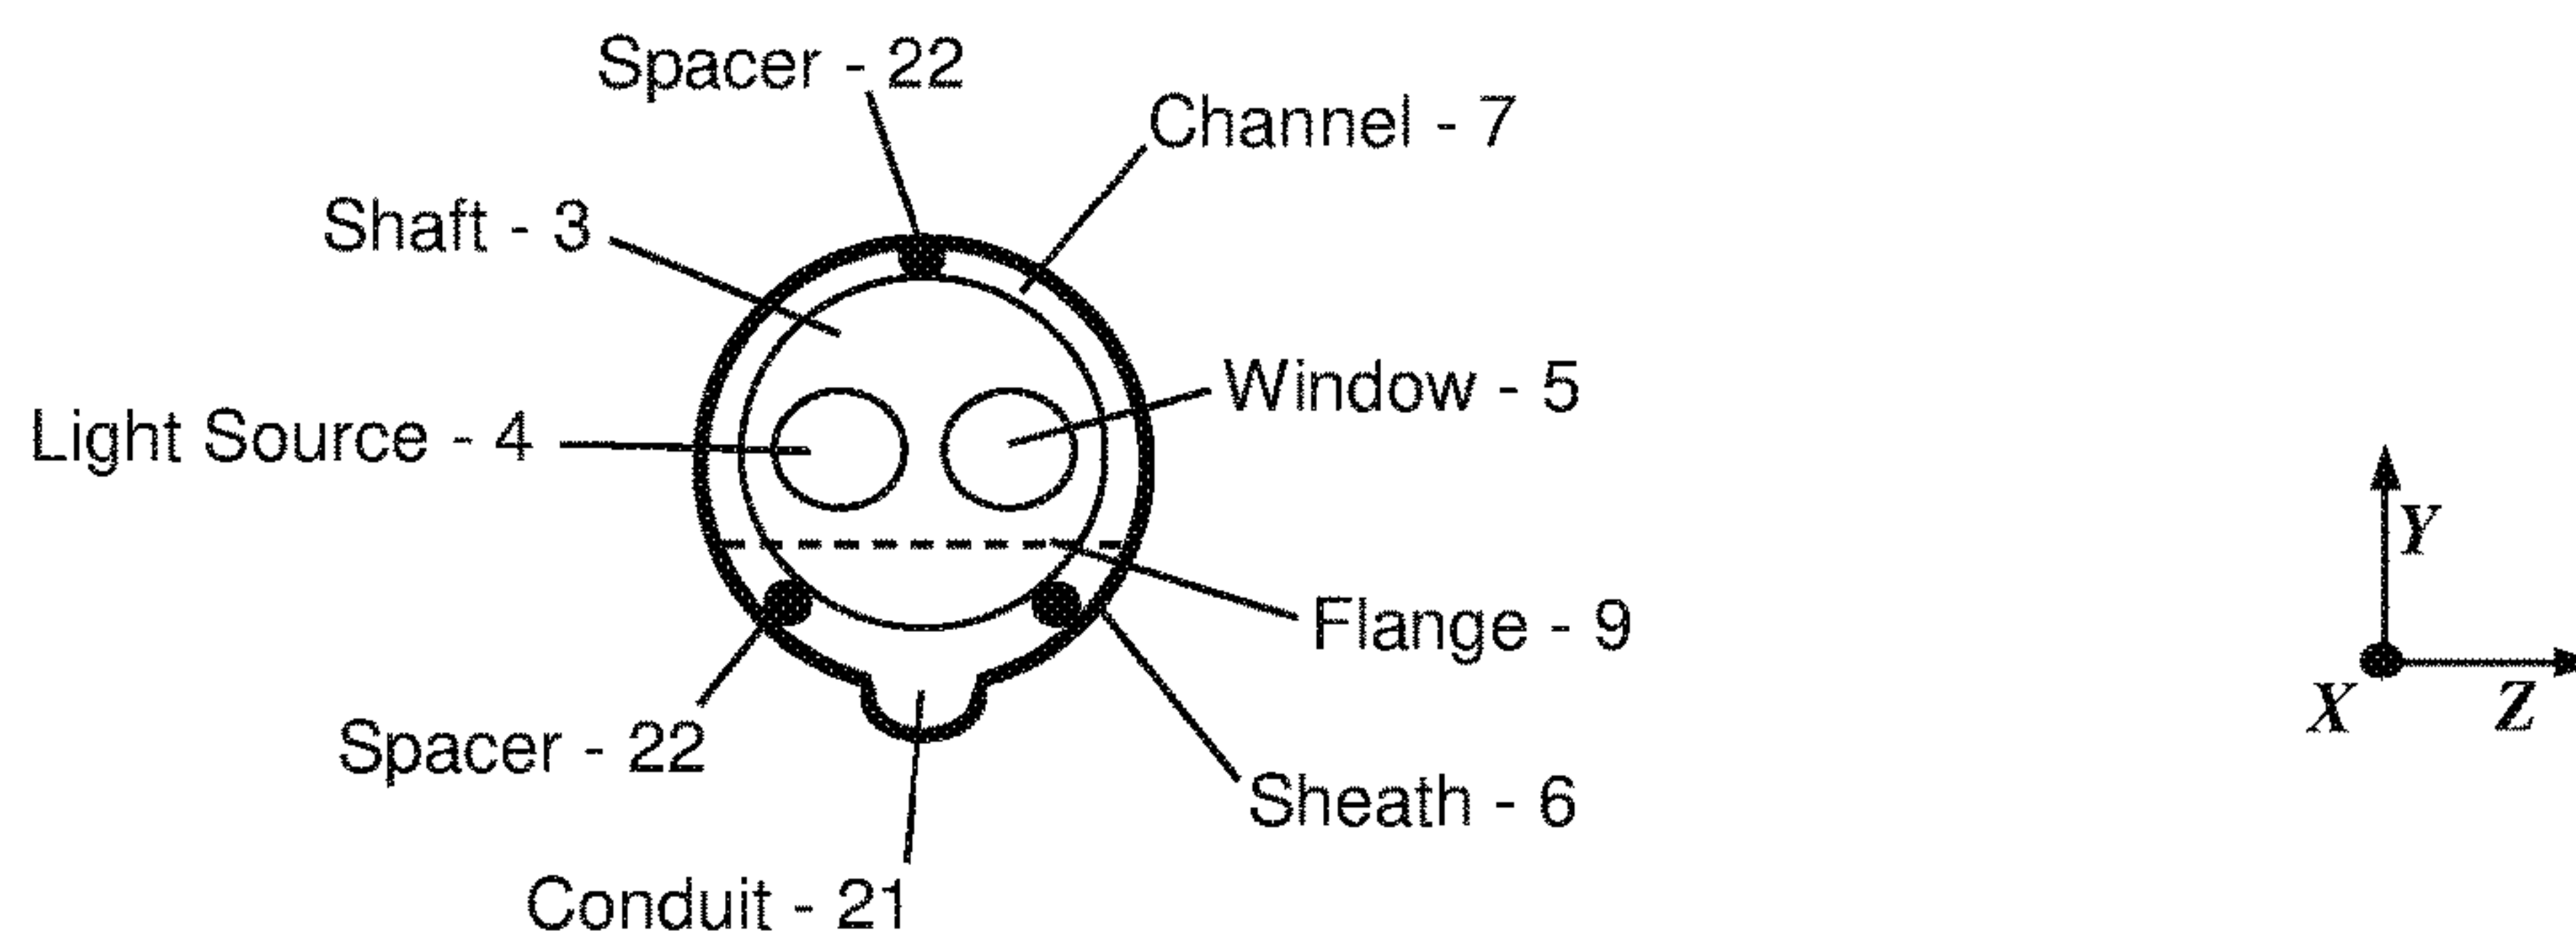 Spacer - 22
Channel - 7
Shaft - 3
Window - 5
Light Source - 4
Y
Flange - 9
X
Z
Spacer - 22
Sheath - 6
Conduit - 21